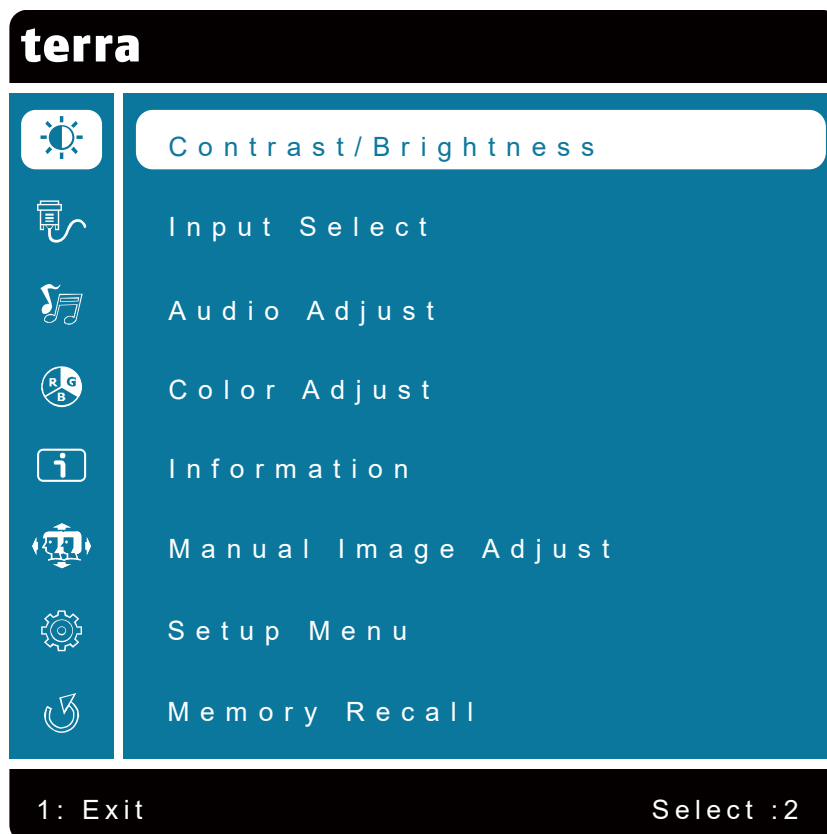 terra
Contrast/Brightness
Input Select
Audio Adjust
R G
B
Color Adjust
i
Information
Manual Image Adjust
Setup Menu
Memory Recall
1: Exit
Select :2